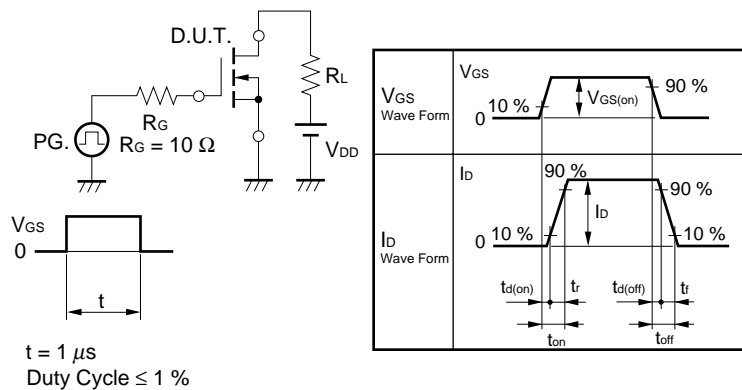 D.U.T.
RL
RG
PG.
RG = 10 Ω
VDD
VGS
0
t
t = 1 μs
Duty Cycle ≤ 1 %
VGS
Wave Form
VGS
10 %
0
VGS(on)
90 %
ID
Wave Form
ID
90 %
90 %
ID
10 %
0
10 %
td(on)
tr
td(off)
tf
ton
toff